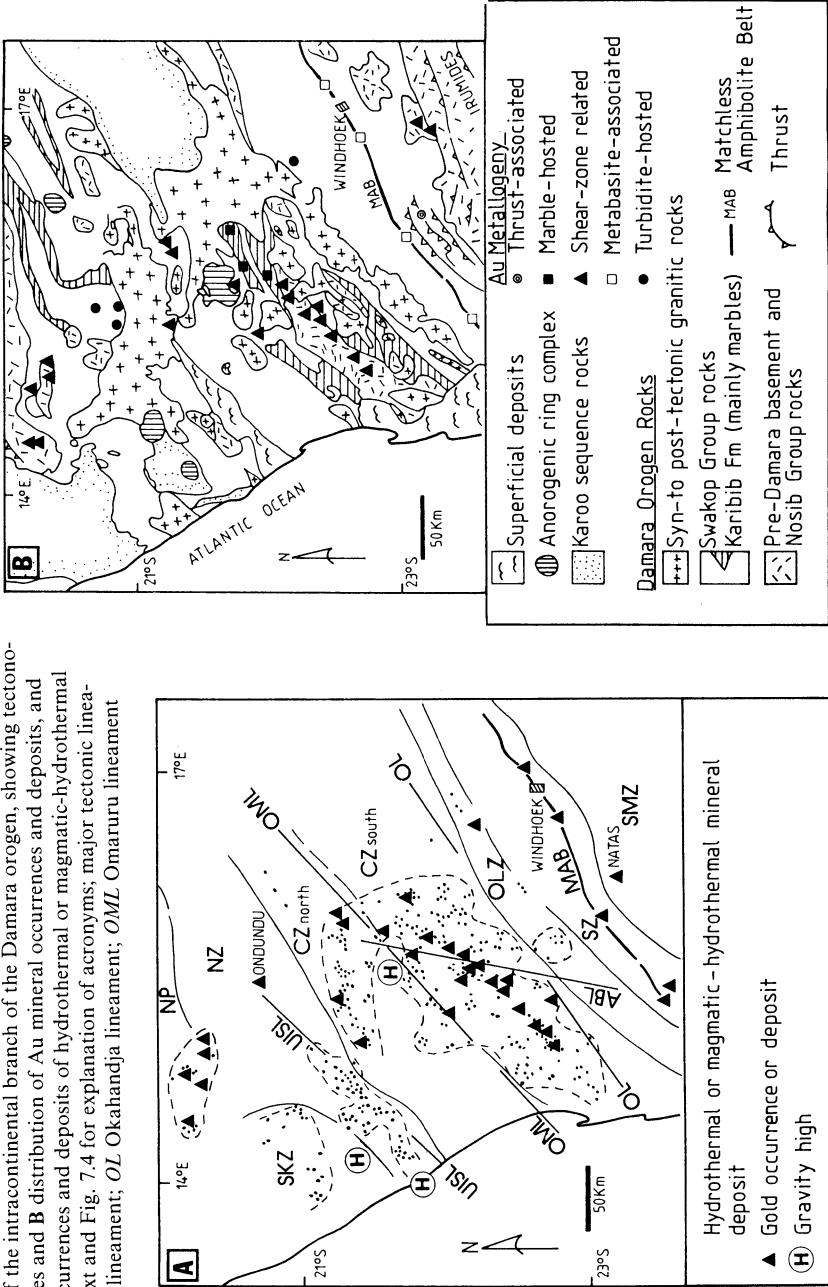 f the intracontinental branch of the Damara orogen, showing tectono-
es and B distribution of Au mineral occurrences and deposits, and
currences and deposits of hydrothermal or magmatic-hydrothermal
xt and Fig. 7.4 for explanation of acronyms; major tectonic linea-
lineament; OL Okahandja lineament; OML Omaruru lineament
A
14°E
17°E
21°S
23°S
NP
NZ
ONDUNDU
UISL
SKZ
H
H
UISL
CZnorth
OML
CZsouth
OL
H
OLZ
WINDHOEK
MAB
SZ
NATAS
SMZ
ABL
OL
OML
N
50Km
Hydrothermal or magmatic-hydrothermal mineral
deposit
Gold occurrence or deposit
H Gravity high
B
14°E
17°E
21°S
23°S
ATLANTIC OCEAN
N
50 Km
WINDHOEK
MAB
IRUMIDES
Superficial deposits
Anorogenic ring complex
Karoo sequence rocks
Damara Orogen Rocks
Syn-to post-tectonic granitic rocks
Swakop Group rocks
Karibib Fm (mainly marbles)
Pre-Damara basement and
Nosib Group rocks
Au Metallogeny
Thrust-associated
Marble-hosted
Shear-zone related
Metabasite-associated
Turbidite-hosted
MAB Matchless
Amphibolite Belt
Thrust